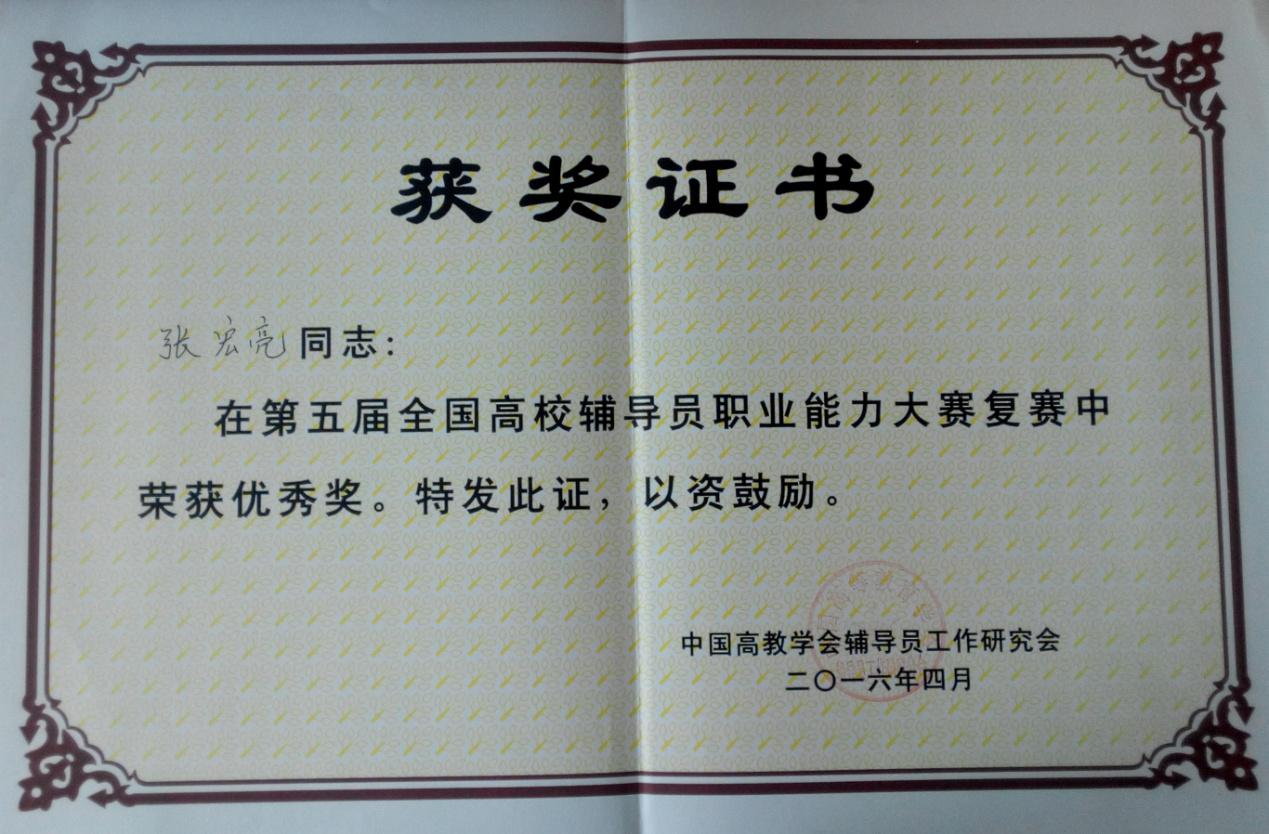 获奖证书
张宏亮同志：
在第五届全国高校辅导员职业能力大赛复赛中
荣获优秀奖。特发此证，以资鼓励。
中国高教学会辅导员工作研究会
二〇一六年四月